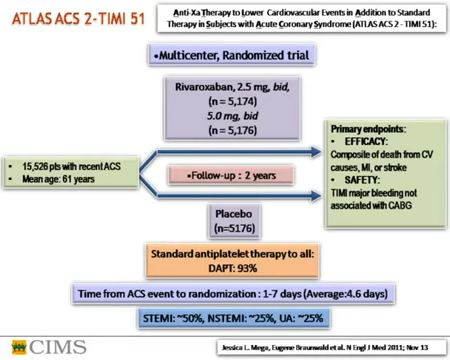 ATLAS ACS 2-TIMI 51
Anti-Xa Therapy to Lower Cardiovascular Events in Addition to Standard
Therapy in Subjects with Acute Coronary Syndrome (ATLAS ACS 2 - TIMI 51):
•Multicenter, Randomized trial
Rivaroxaban, 2.5 mg, bid,
(n = 5,174)
5.0 mg, bid
(n = 5,176)
• 15,526 pts with recent ACS
• Mean age: 61 years
•Follow-up : 2 years
Primary endpoints:
• EFFICACY:
Composite of death from CV
causes, MI, or stroke
• SAFETY:
TIMI major bleeding not
associated with CABG
Placebo
(n=5176)
Standard antiplatelet therapy to all:
DAPT: 93%
Time from ACS event to randomization : 1-7 days (Average:4.6 days)
STEMI: ~50%, NSTEMI: ~25%, UA: ~25%
CIMS
Jessica L. Mega, Eugene Braunwald et al. N Engl J Med 2011; Nov 13